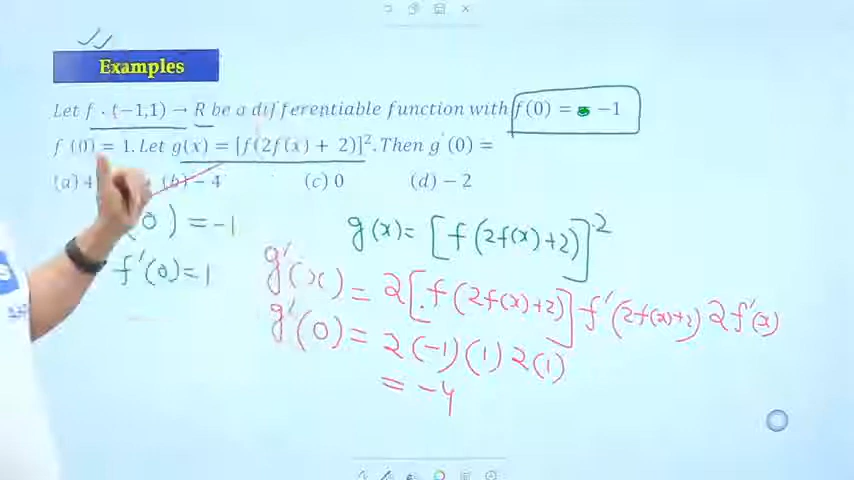 Examples
Let f : (−1,1) → R be a differentiable function with f(0) = −1
f (0) = 1. Let g(x) = [f(2f(x) + 2)]². Then g'(0) =
(a) 4 (b) − 4 (c) 0 (d) − 2
(0) = -1
f'(0) = 1
g(x) = [f(2f(x)+2)]²
g'(x) = 2[f(2f(x)+2)] f'(2f(x)+2) 2f'(x)
g'(0) = 2(-1)(1) 2(1)
= -4